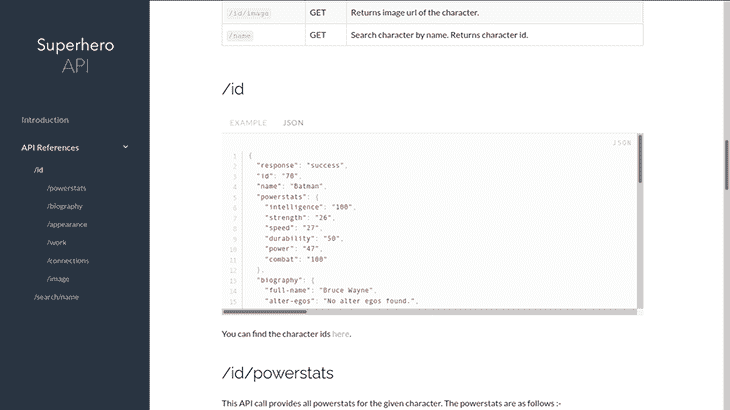 Superhero
API
Introduction
API References
/id
/powerstats
/biography
/appearance
/work
/connections
/image
/search/name
/id/image GET Returns image url of the character.
/name GET Search character by name. Returns character id.
/id
EXAMPLE JSON
JSON
1 {
2 "response": "success",
3 "id": "70",
4 "name": "Batman",
5 "powerstats": {
6 "intelligence": "100",
7 "strength": "26",
8 "speed": "27",
9 "durability": "50",
10 "power": "47",
11 "combat": "100"
12 },
13 "biography": {
14 "full-name": "Bruce Wayne",
15 "alter-egos": "No alter egos found.",
You can find the character ids here.
/id/powerstats
This API call provides all powerstats for the given character. The powerstats are as follows :-